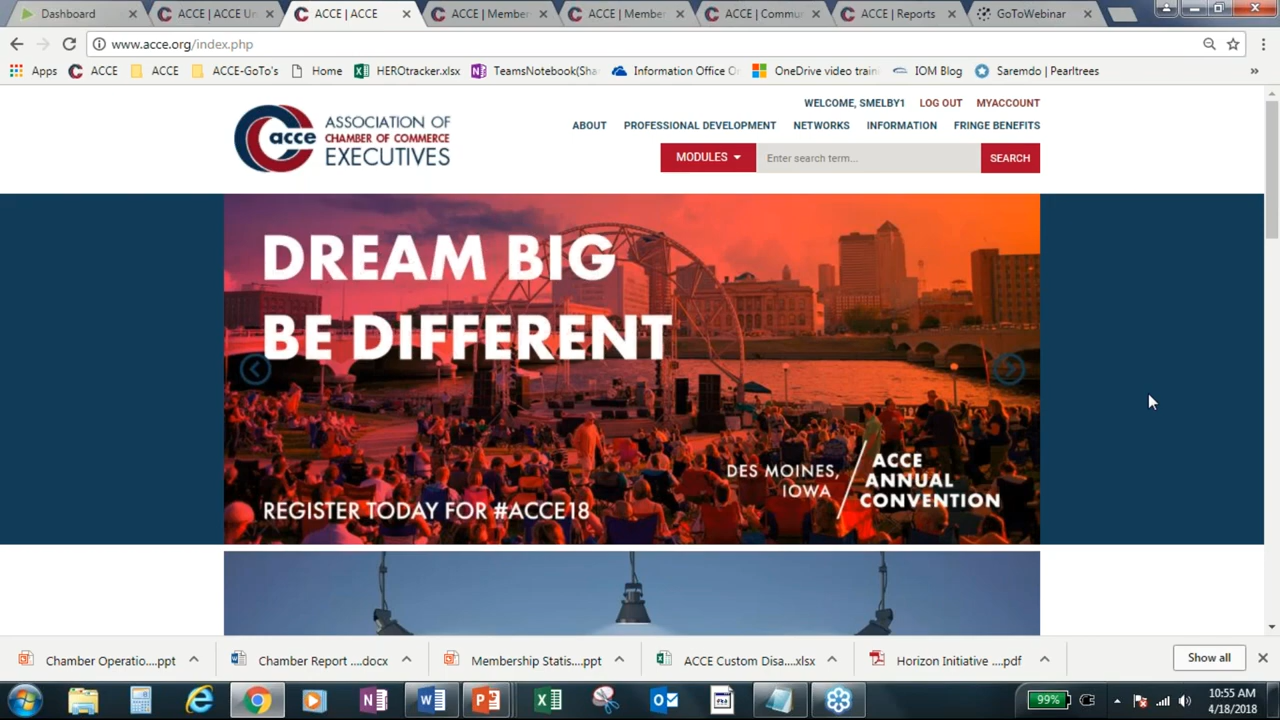 Dashboard
ACCE | ACCE Un
ACCE | ACCE
ACCE | Member
ACCE | Member
ACCE | Commu
ACCE | Reports
GoToWebinar
www.acce.org/index.php
Apps
ACCE
ACCE
ACCE-GoTo's
Home
HEROtracker.xlsx
TeamsNotebook(Sha
Information Office O
OneDrive video train
IOM Blog
Saremdo | Pearltrees
»
WELCOME, SMELBY1 LOG OUT MYACCOUNT
acce
ASSOCIATION OF
CHAMBER OF COMMERCE
EXECUTIVES
ABOUT PROFESSIONAL DEVELOPMENT NETWORKS INFORMATION FRINGE BENEFITS
MODULES Enter search term... SEARCH
DREAM BIG
BE DIFFERENT
DES MOINES,
IOWA
ACCE
ANNUAL
CONVENTION
REGISTER TODAY FOR #ACCE18
Chamber Operatio....ppt
Chamber Report ....docx
Membership Statis....ppt
ACCE Custom Disa....xlsx
Horizon Initiative ....pdf
Show all
99%
10:55 AM
4/18/2018